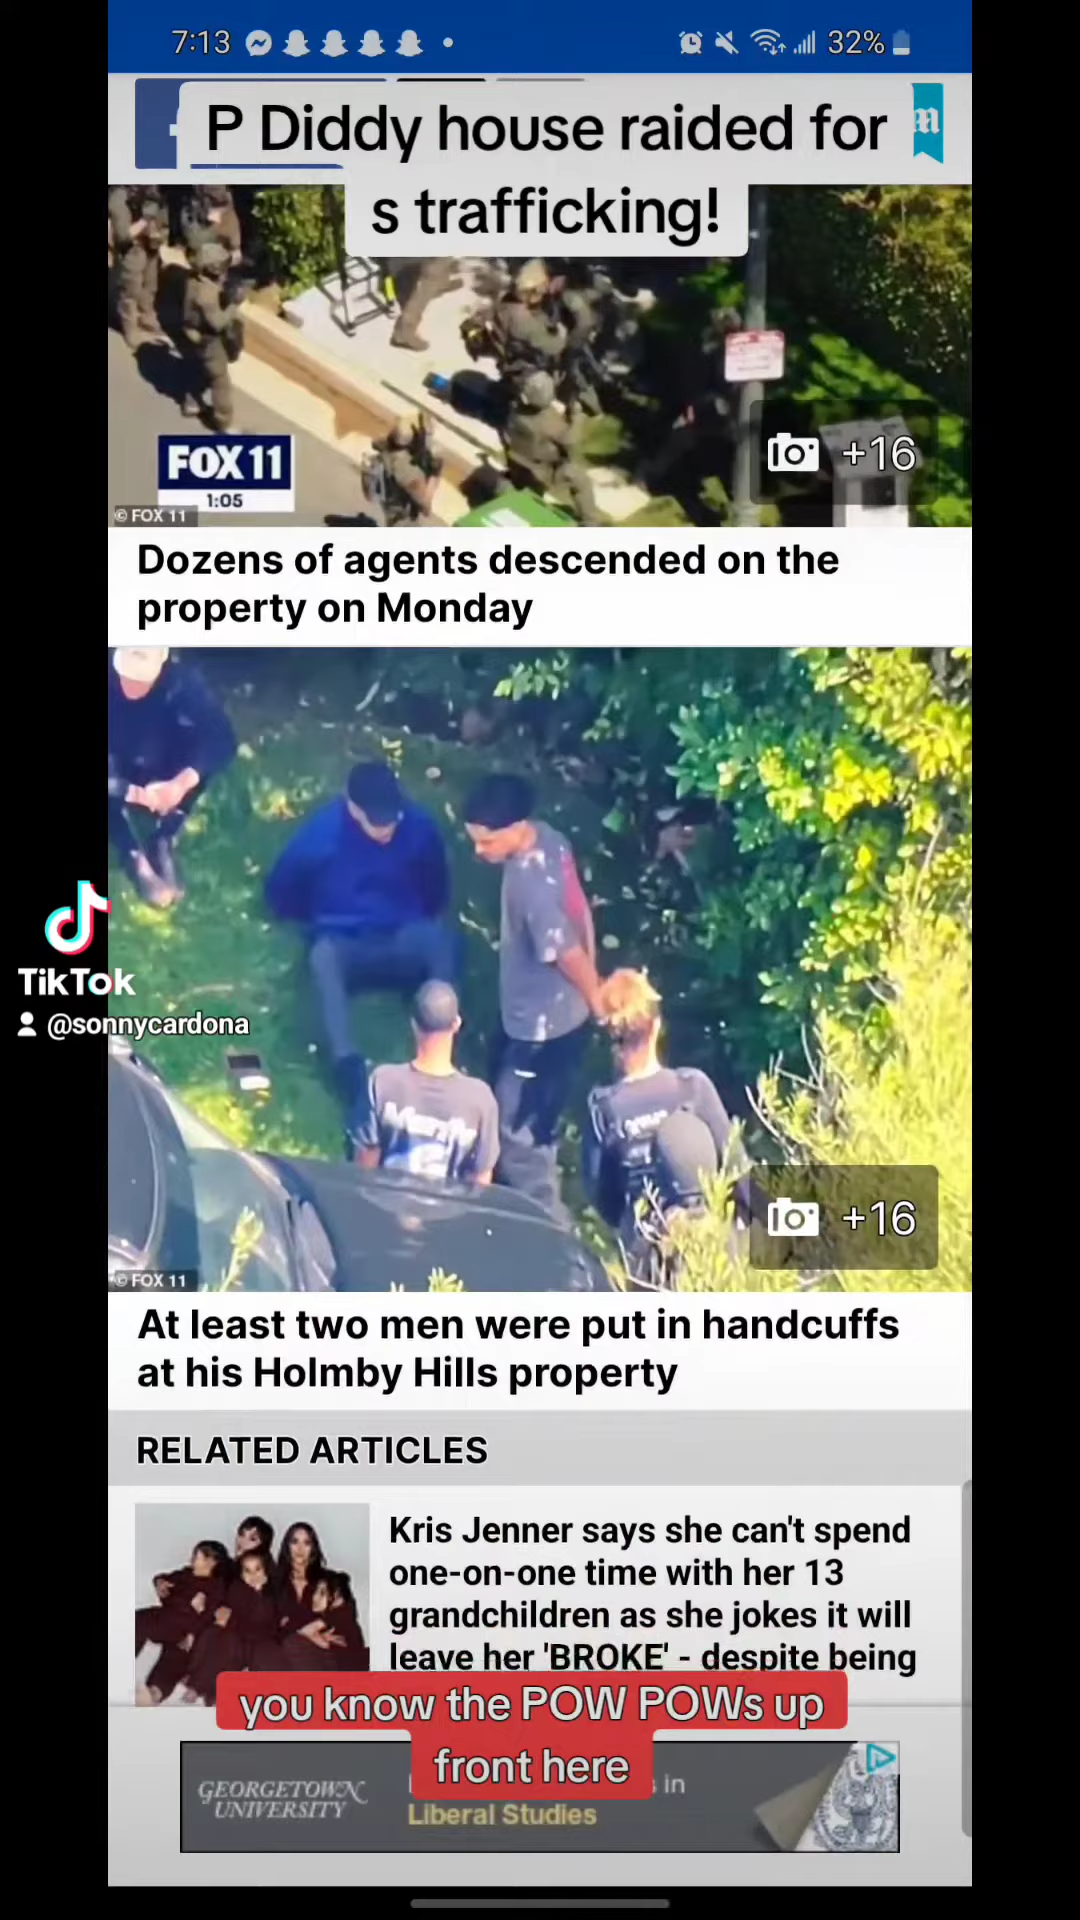 7:13
32%
P Diddy house raided for
s trafficking!
+16
FOX 11
1:05
© FOX 11
Dozens of agents descended on the
property on Monday
TikTok
@sonnycardona
+16
© FOX 11
At least two men were put in handcuffs
at his Holmby Hills property
RELATED ARTICLES
Kris Jenner says she can't spend
one-on-one time with her 13
grandchildren as she jokes it will
leave her 'BROKE' - despite being
you know the POW POWs up
front here
GEORGETOWN
UNIVERSITY
in
Liberal Studies